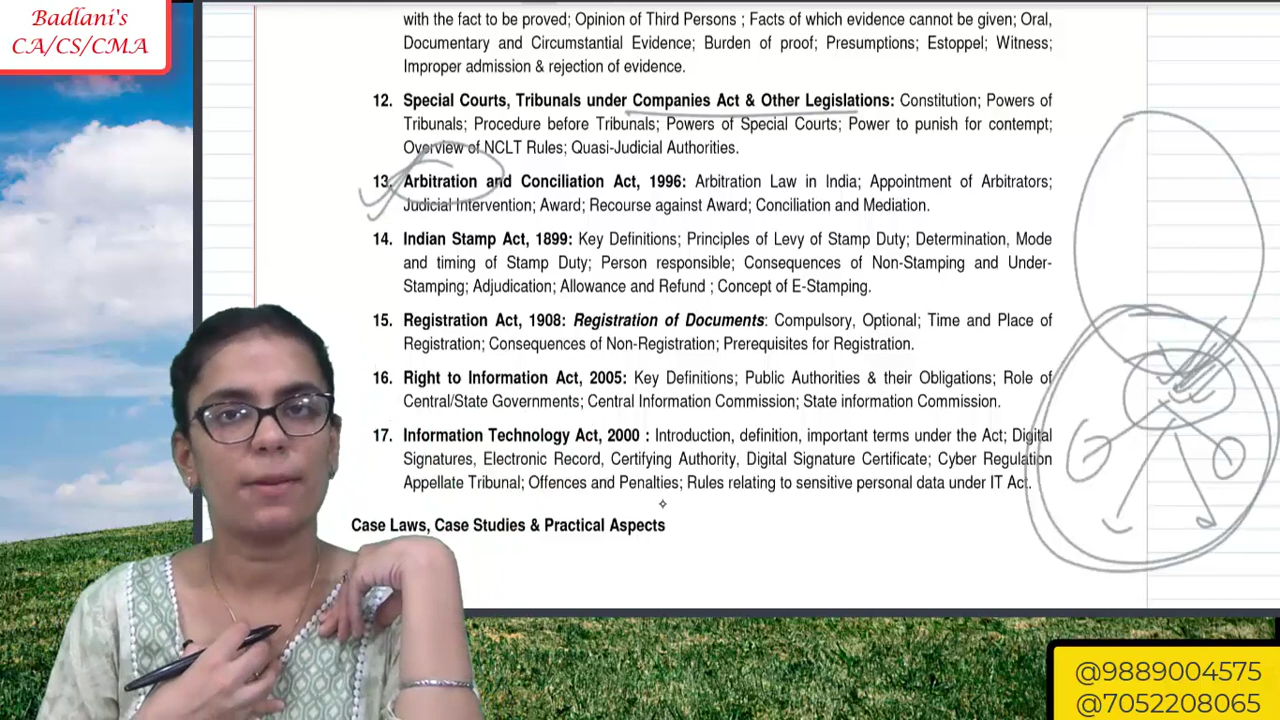 Badlani's
CA/CS/CMA
with the fact to be proved; Opinion of Third Persons ; Facts of which evidence cannot be given; Oral,
Documentary and Circumstantial Evidence; Burden of proof; Presumptions; Estoppel; Witness;
Improper admission & rejection of evidence.
12. Special Courts, Tribunals under Companies Act & Other Legislations: Constitution; Powers of
Tribunals; Procedure before Tribunals; Powers of Special Courts; Power to punish for contempt;
Overview of NCLT Rules; Quasi-Judicial Authorities.
13. Arbitration and Conciliation Act, 1996: Arbitration Law in India; Appointment of Arbitrators;
Judicial Intervention; Award; Recourse against Award; Conciliation and Mediation.
14. Indian Stamp Act, 1899: Key Definitions; Principles of Levy of Stamp Duty; Determination, Mode
and timing of Stamp Duty; Person responsible; Consequences of Non-Stamping and Under-
Stamping; Adjudication; Allowance and Refund ; Concept of E-Stamping.
15. Registration Act, 1908: Registration of Documents: Compulsory, Optional; Time and Place of
Registration; Consequences of Non-Registration; Prerequisites for Registration.
16. Right to Information Act, 2005: Key Definitions; Public Authorities & their Obligations; Role of
Central/State Governments; Central Information Commission; State information Commission.
17. Information Technology Act, 2000 : Introduction, definition, important terms under the Act; Digital
Signatures, Electronic Record, Certifying Authority, Digital Signature Certificate; Cyber Regulation
Appellate Tribunal; Offences and Penalties; Rules relating to sensitive personal data under IT Act.
Case Laws, Case Studies & Practical Aspects
@9889004575
@7052208065